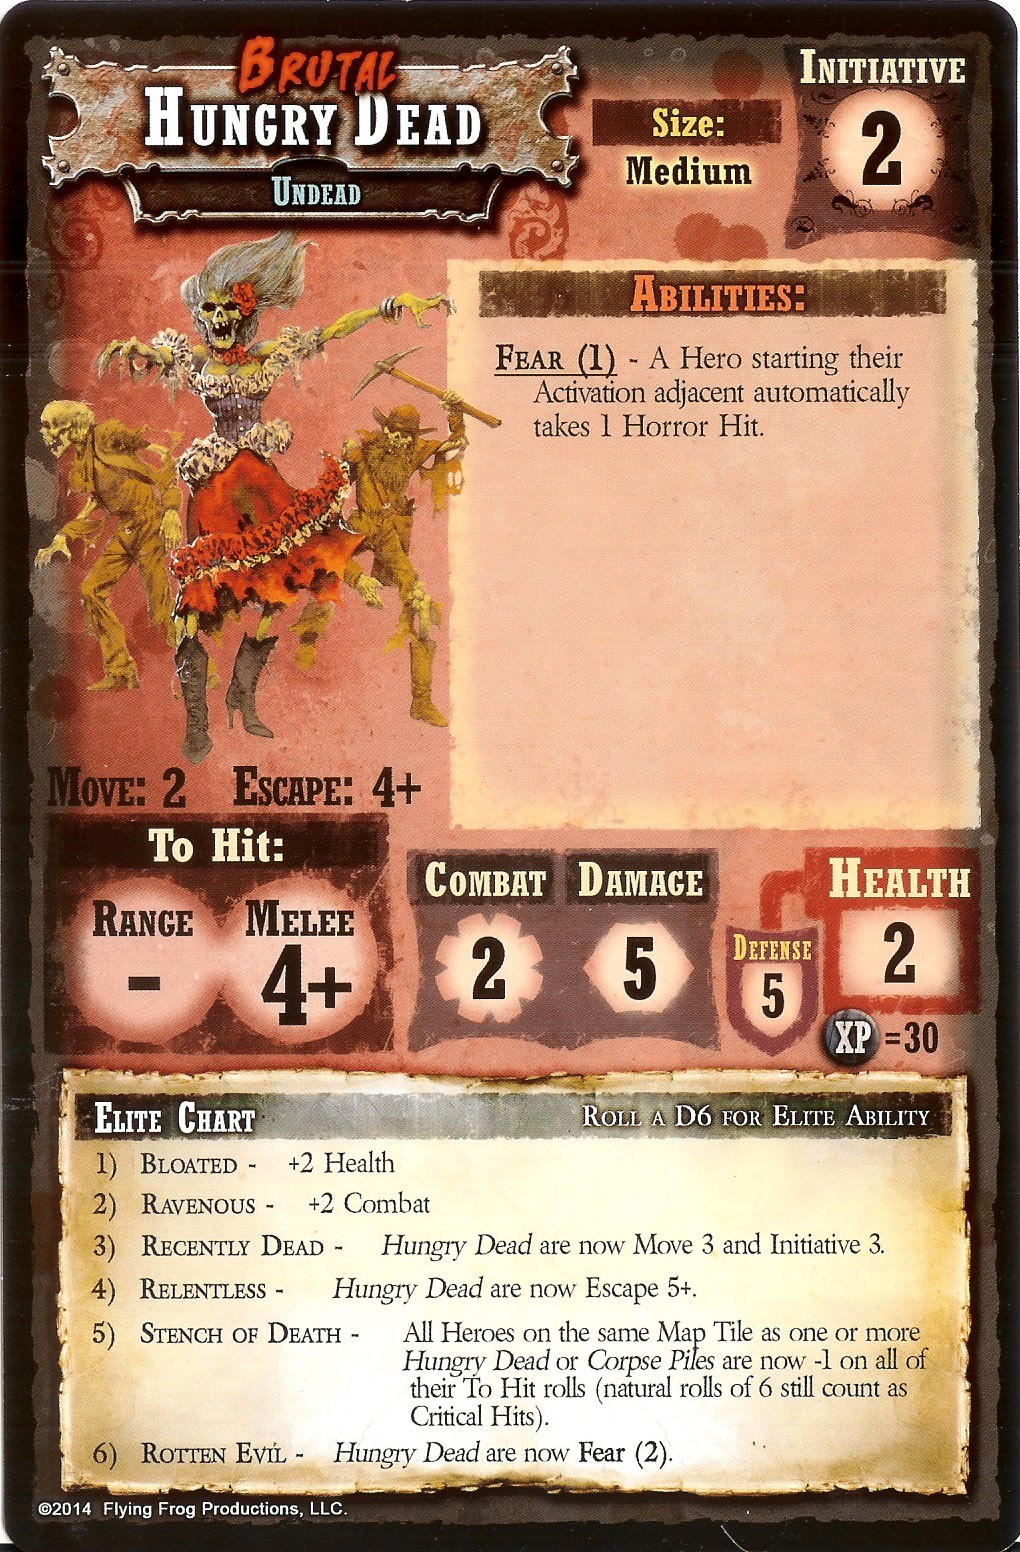 BRUTAL
HUNGRY DEAD
UNDEAD
Size:
Medium
INITIATIVE
2
ABILITIES:
FEAR (1) - A Hero starting their
Activation adjacent automatically
takes 1 Horror Hit.
MOVE: 2 ESCAPE: 4+
To Hit:
RANGE
-
MELEE
4+
COMBAT
2
DAMAGE
5
DEFENSE
5
HEALTH
2
XP =30
ELITE CHART ROLL A D6 FOR ELITE ABILITY
1) BLOATED - +2 Health
2) RAVENOUS - +2 Combat
3) RECENTLY DEAD - Hungry Dead are now Move 3 and Initiative 3.
4) RELENTLESS - Hungry Dead are now Escape 5+.
5) STENCH OF DEATH - All Heroes on the same Map Tile as one or more
Hungry Dead or Corpse Piles are now -1 on all of
their To Hit rolls (natural rolls of 6 still count as
Critical Hits).
6) ROTTEN EVIL - Hungry Dead are now Fear (2).
©2014 Flying Frog Productions, LLC.